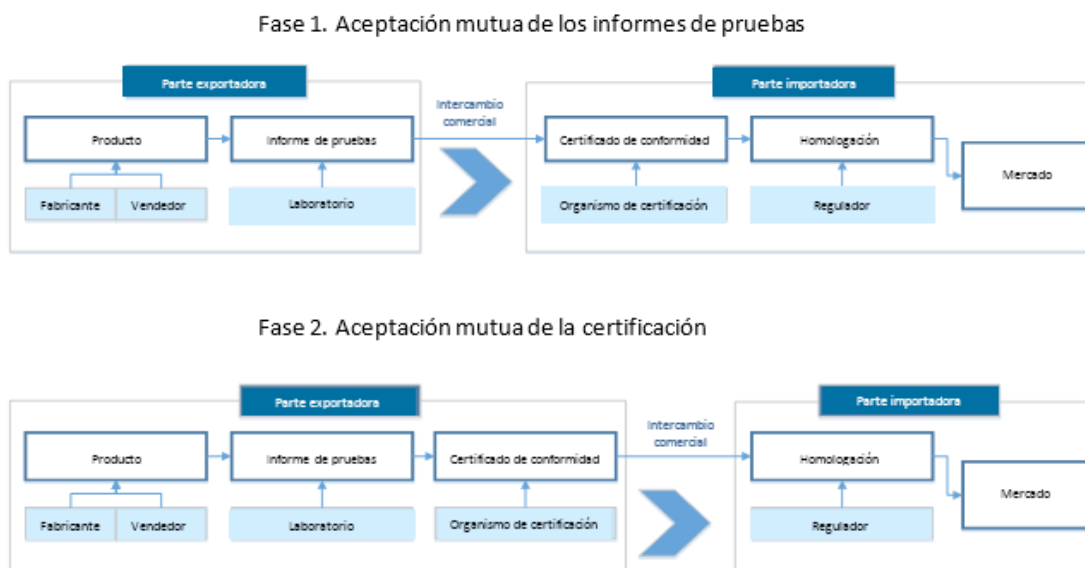 Fase 1. Aceptación mutua de los informes de pruebas
Parte exportadora
Parte importadora
Intercambio
comercial
Producto
Informe de pruebas
Certificado de conformidad
Homologación
Mercado
Fabricante
Vendedor
Laboratorio
Organismo de certificación
Regulador
Fase 2. Aceptación mutua de la certificación
Parte exportadora
Parte importadora
Intercambio
comercial
Producto
Informe de pruebas
Certificado de conformidad
Homologación
Mercado
Fabricante
Vendedor
Laboratorio
Organismo de certificación
Regulador